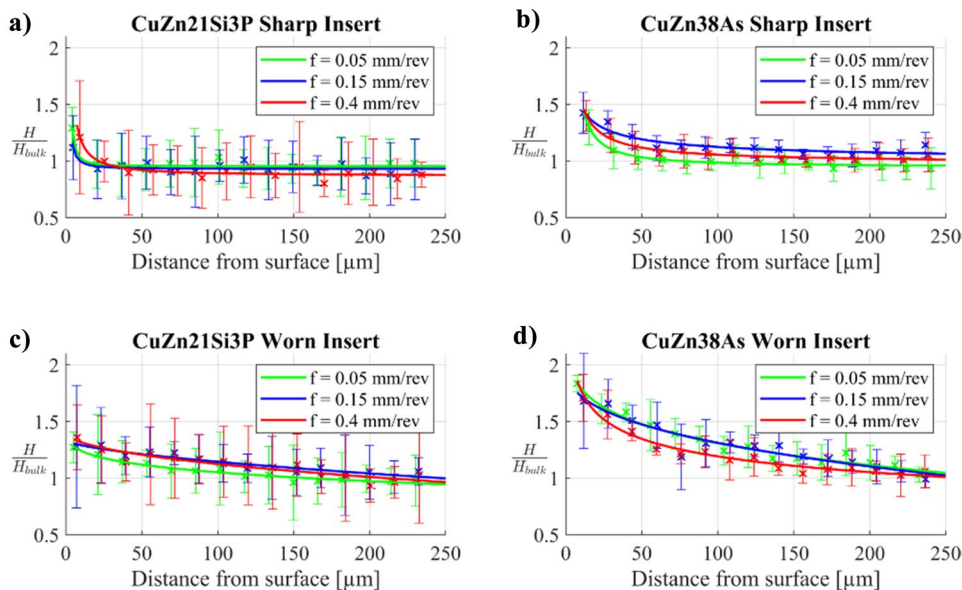 a)
CuZn21Si3P Sharp Insert
2
1.5
1
0.5
H
H_bulk
f = 0.05 mm/rev
f = 0.15 mm/rev
f = 0.4 mm/rev
0 50 100 150 200 250
Distance from surface [µm]
b)
CuZn38As Sharp Insert
2
1.5
1
0.5
H
H_bulk
f = 0.05 mm/rev
f = 0.15 mm/rev
f = 0.4 mm/rev
0 50 100 150 200 250
Distance from surface [µm]
c)
CuZn21Si3P Worn Insert
2
1.5
1
0.5
H
H_bulk
f = 0.05 mm/rev
f = 0.15 mm/rev
f = 0.4 mm/rev
0 50 100 150 200 250
Distance from surface [µm]
d)
CuZn38As Worn Insert
2
1.5
1
0.5
H
H_bulk
f = 0.05 mm/rev
f = 0.15 mm/rev
f = 0.4 mm/rev
0 50 100 150 200 250
Distance from surface [µm]